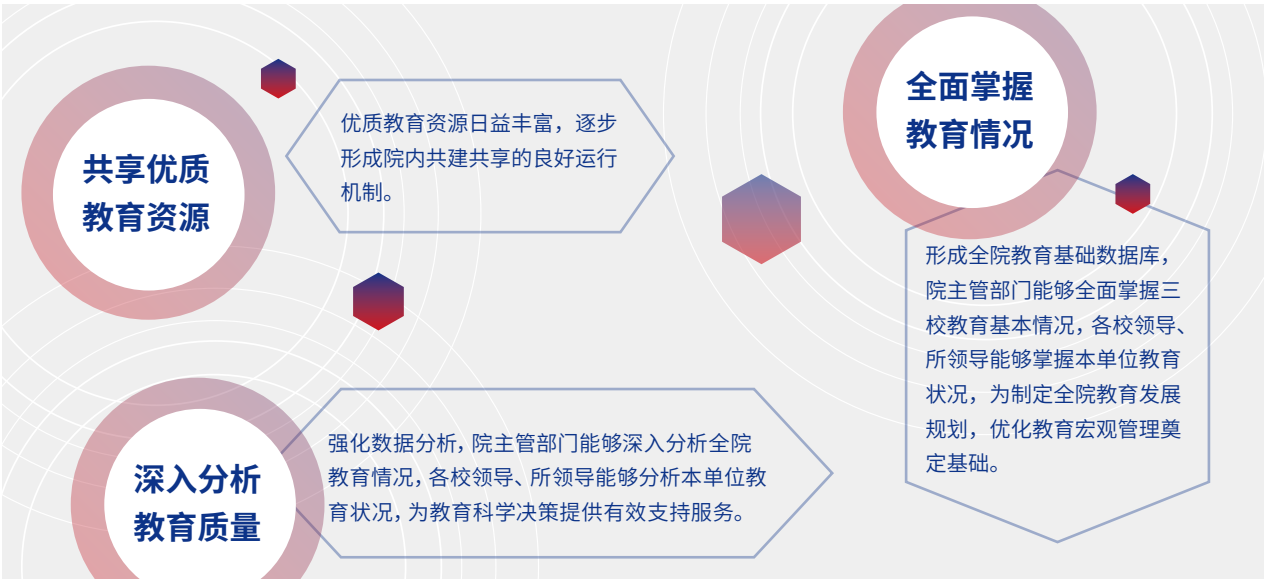 共享优质
教育资源
优质教育资源日益丰富，逐步
形成院内共建共享的良好运行
机制。
全面掌握
教育情况
形成全院教育基础数据库，
院主管部门能够全面掌握三
校教育基本情况，各校领导、
所领导能够掌握本单位教育
状况，为制定全院教育发展
规划，优化教育宏观管理奠
定基础。
深入分析
教育质量
强化数据分析，院主管部门能够深入分析全院
教育情况，各校领导、所领导能够分析本单位教
育状况，为教育科学决策提供有效支持服务。